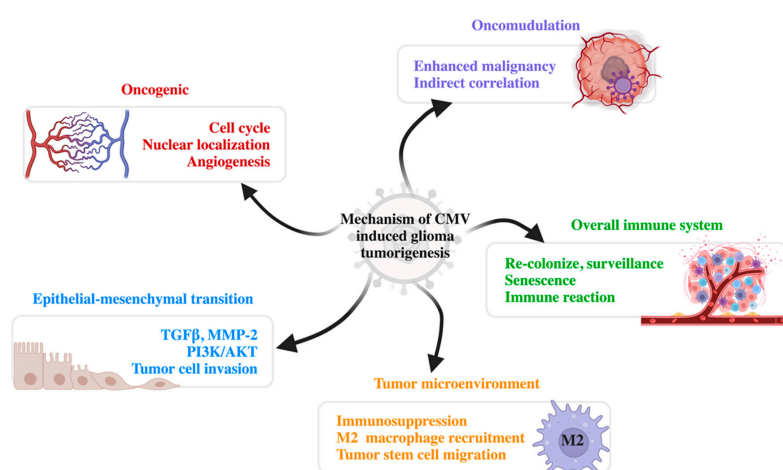 Oncomudulation
Enhanced malignancy
Indirect correlation
Oncogenic
Cell cycle
Nuclear localization
Angiogenesis
Mechanism of CMV
induced glioma
tumorigenesis
Overall immune system
Re-colonize, surveillance
Senescence
Immune reaction
Epithelial-mesenchymal transition
TGFβ, MMP-2
PI3K/AKT
Tumor cell invasion
Tumor microenvironment
Immunosuppression
M2 macrophage recruitment
Tumor stem cell migration
M2